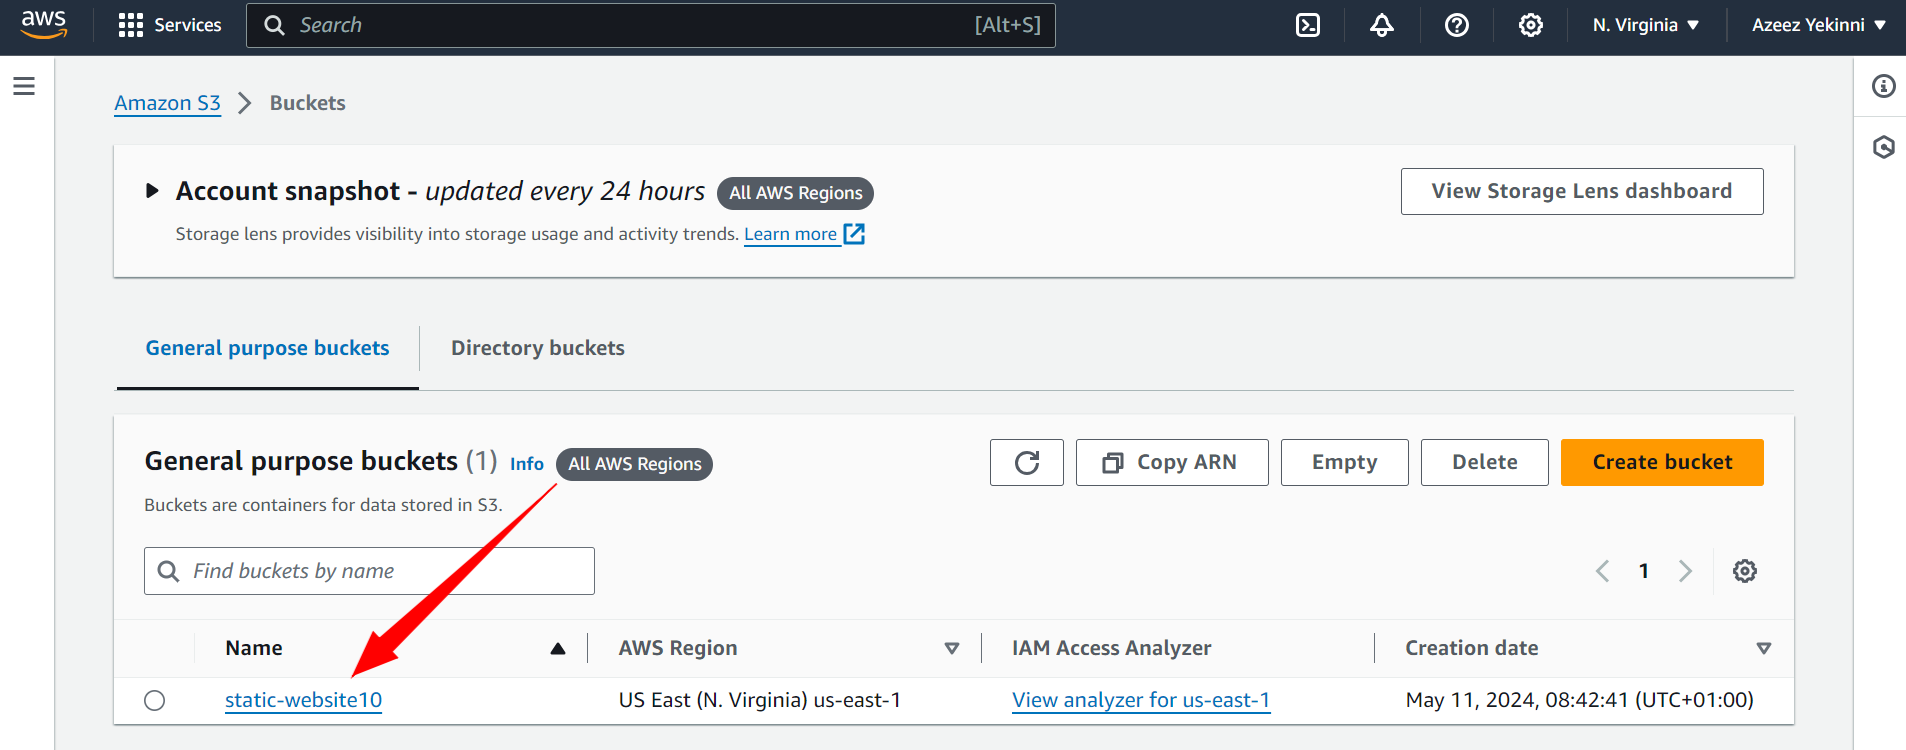 aws Services Search [Alt+S] N. Virginia Azeez Yekinni
Amazon S3 Buckets
Account snapshot - updated every 24 hours All AWS Regions View Storage Lens dashboard
Storage lens provides visibility into storage usage and activity trends. Learn more
General purpose buckets Directory buckets
General purpose buckets (1) Info All AWS Regions Copy ARN Empty Delete Create bucket
Buckets are containers for data stored in S3.
Find buckets by name 1
Name AWS Region IAM Access Analyzer Creation date
static-website10 US East (N. Virginia) us-east-1 View analyzer for us-east-1 May 11, 2024, 08:42:41 (UTC+01:00)